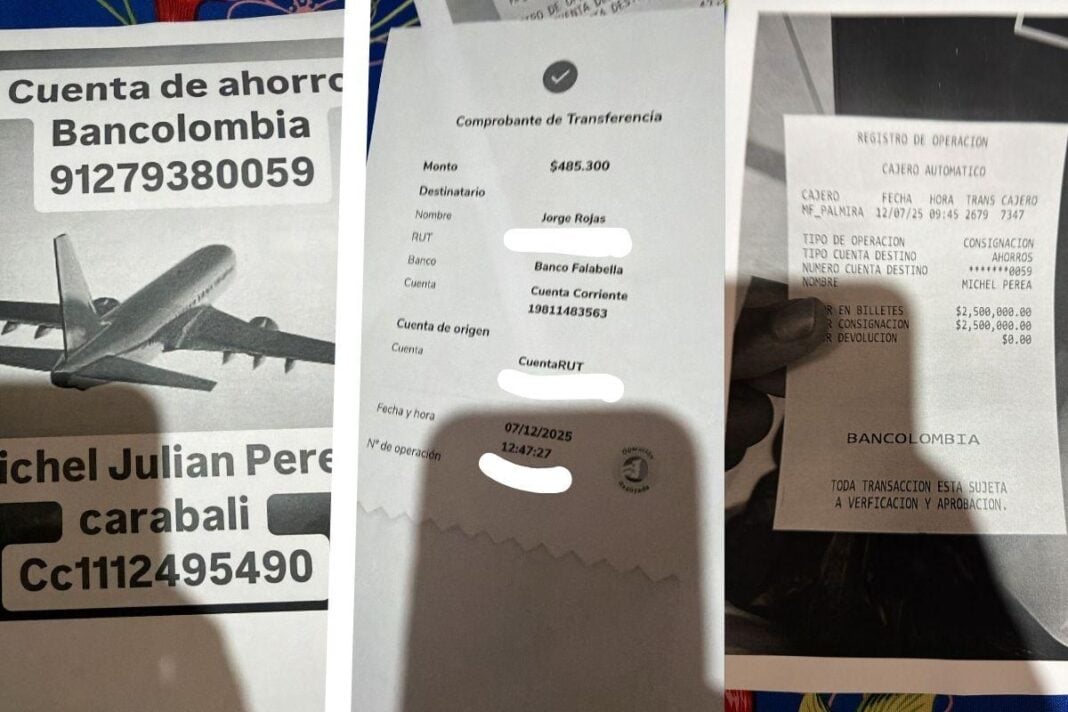 Cuenta de ahorro
Bancolombia
91279380059
ichel Julian Pere
carabali
Cc1112495490
Comprobante de Transferencia
Monto $485.300
Destinatario
Nombre Jorge Rojas
RUT
Banco Banco Falabella
Cuenta Cuenta Corriente
19811483563
Cuenta de origen
Cuenta CuentaRUT
Fecha y hora 07/12/2025
12:47:27
N° de operación
Operación
Realizada
REGISTRO DE OPERACION
CAJERO AUTOMATICO
CAJERO FECHA HORA TRANS CAJERO
MF_PALMIRA 12/07/25 09:45 2679 7347
TIPO DE OPERACION CONSIGNACION
TIPO CUENTA DESTINO AHORROS
NUMERO CUENTA DESTINO *******0059
NOMBRE MICHEL PEREA
R EN BILLETES $2,500,000.00
R CONSIGNACION $2,500,000.00
R DEVOLUCION $0.00
BANCOLOMBIA
TODA TRANSACCION ESTA SUJETA
A VERIFICACION Y APROBACION.